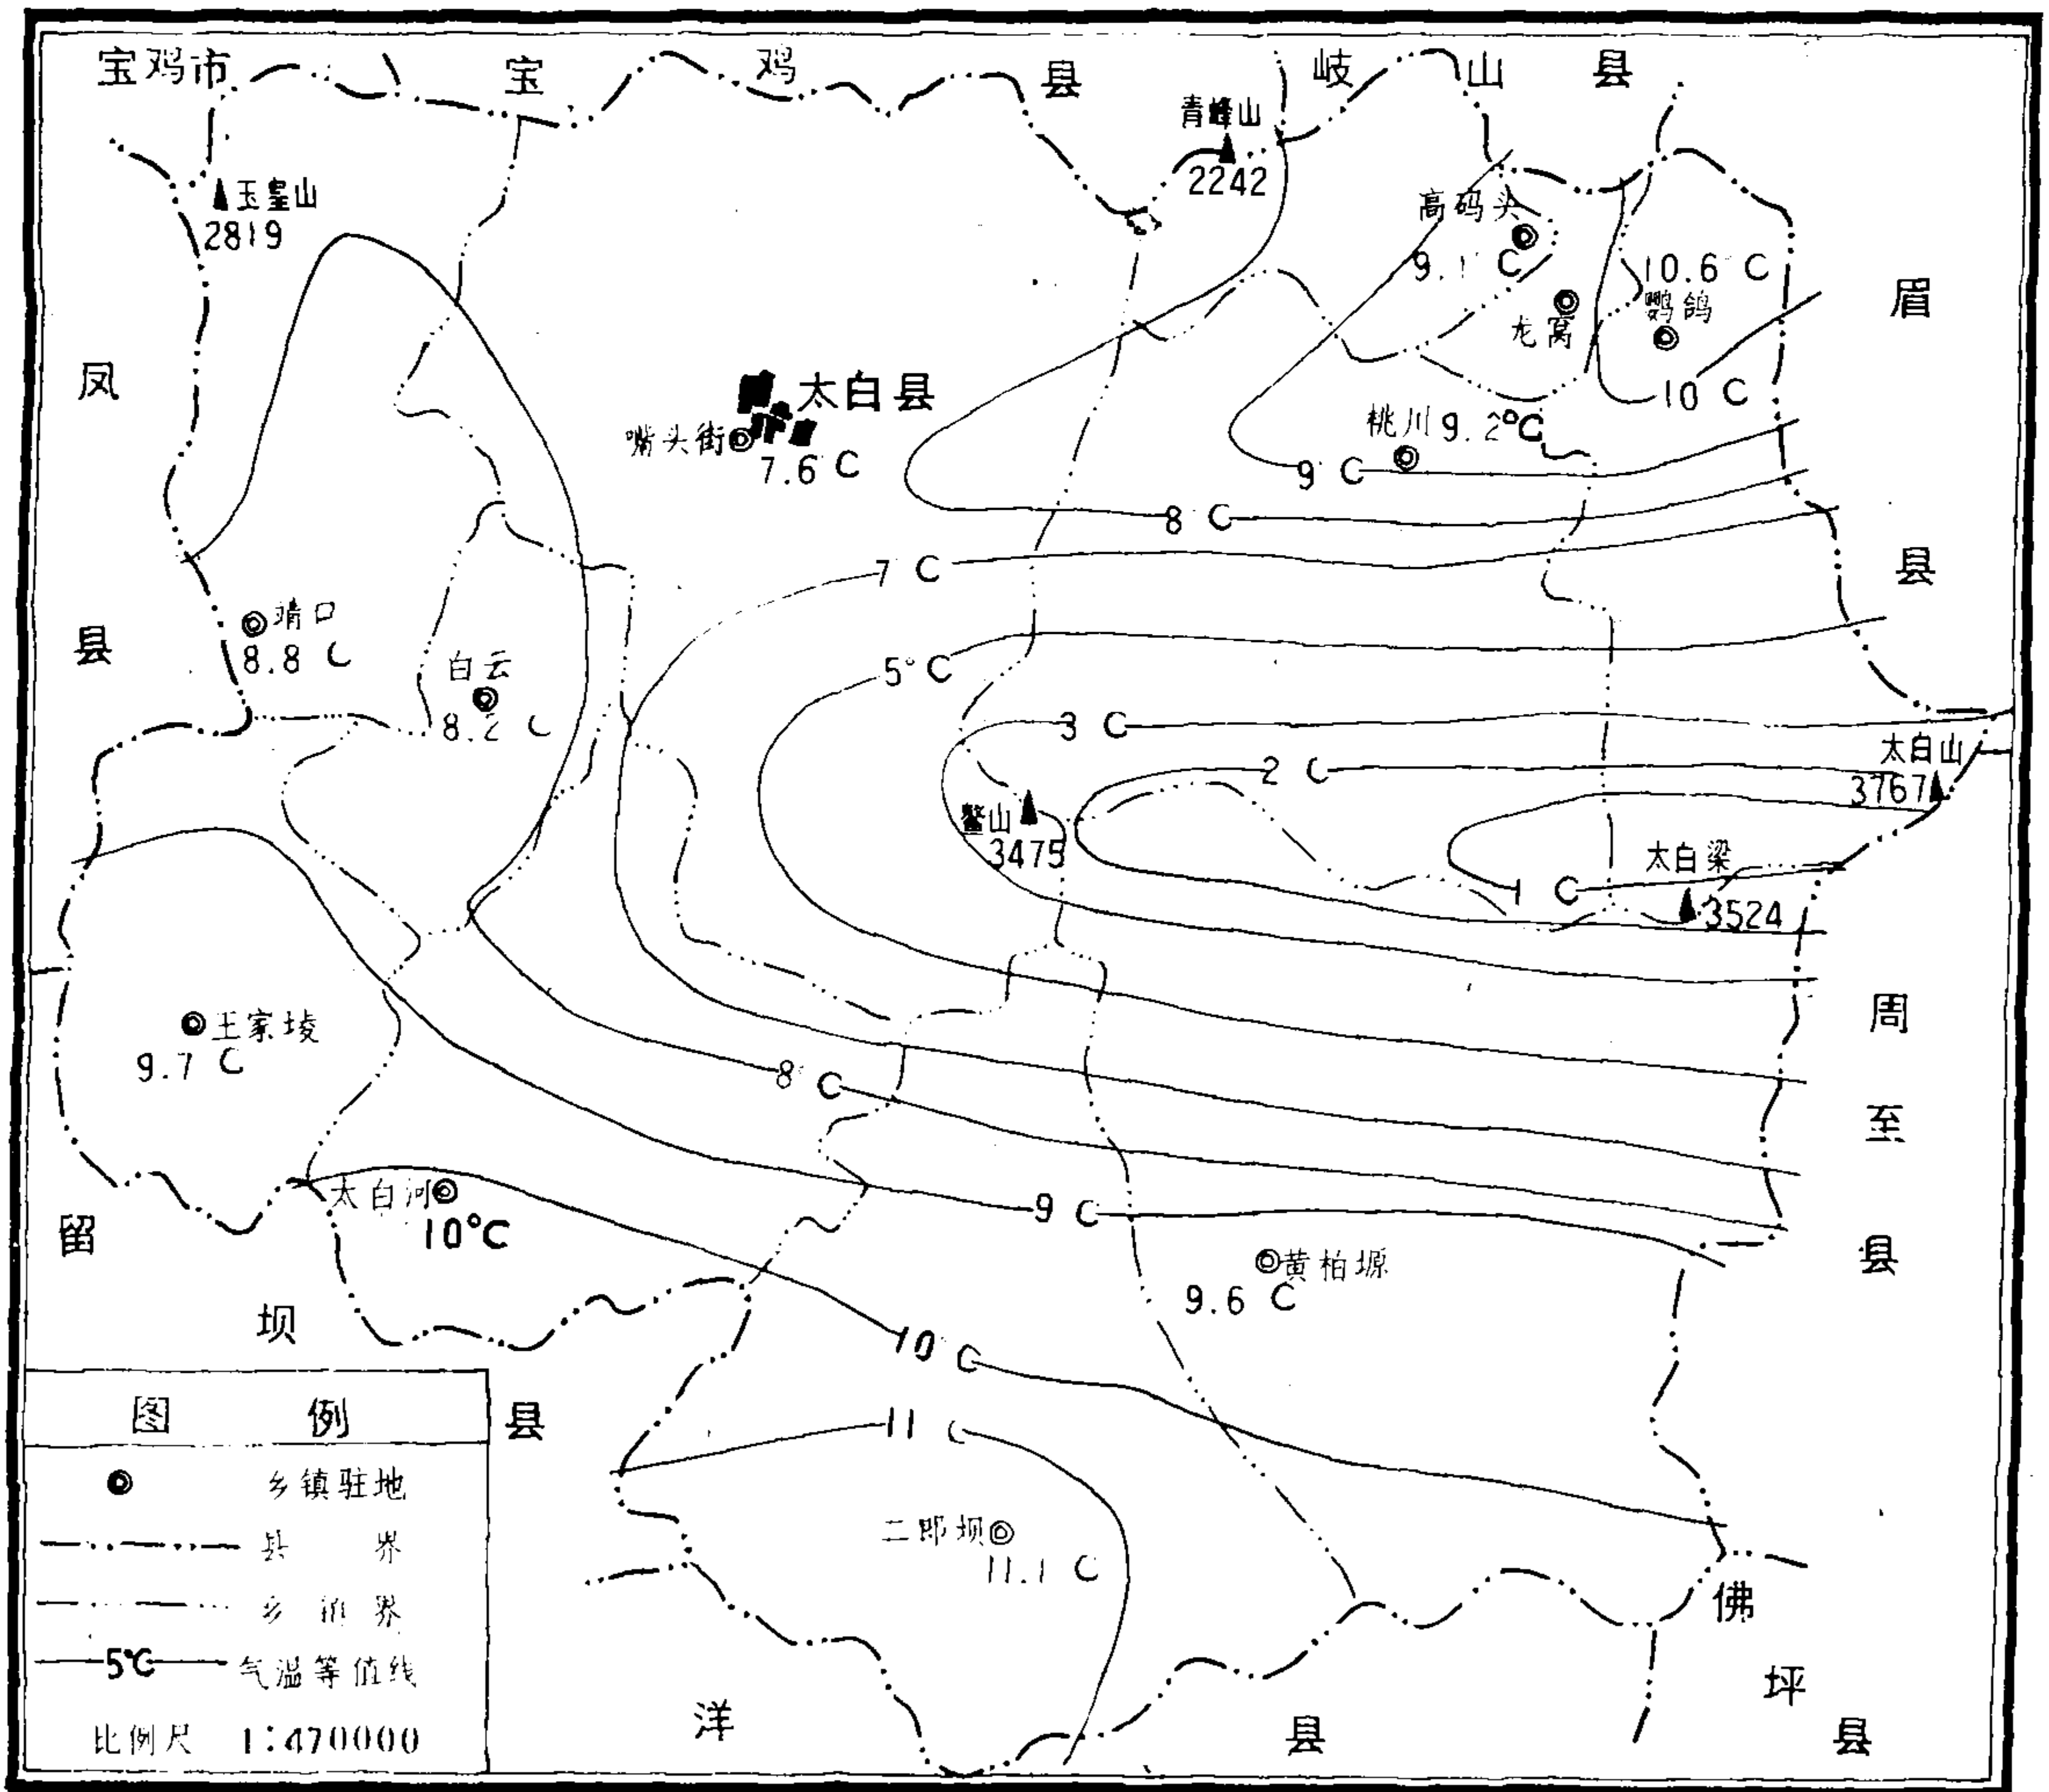 宝鸡市
宝鸡县
岐山县
青峰山
2242
玉皇山
2819
高码头
9.1 C
10.6 C
鹦鸽
龙窝
眉县
凤县
太白县
嘴头街
7.6 C
10 C
桃川 9.2°C
9 C
8 C
7 C
5°C
3 C
2 C
1 C
靖口
8.8 C
白云
8.2 C
太白山
3767
鳌山
3475
太白梁
3524
王家堎
9.7 C
周至县
8 C
太白河
10°C
9 C
黄柏塬
9.6 C
留坝县
10 C
11 C
二郎坝
11.1 C
佛坪县
洋县
图例
乡镇驻地
县界
乡镇界
5℃ 气温等值线
比例尺 1:470000